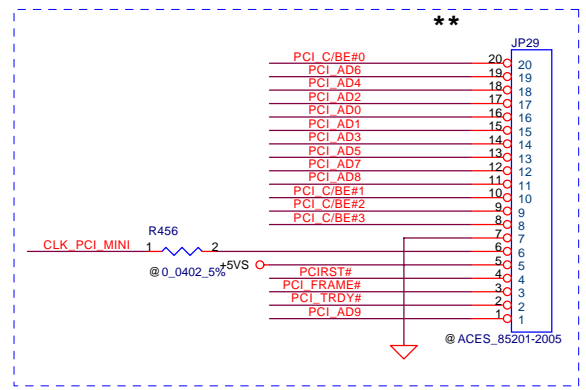 **
JP29
PCI_C/BE#0 20 20
PCI_AD6 19 19
PCI_AD4 18 18
PCI_AD2 17 17
PCI_AD0 16 16
PCI_AD1 15 15
PCI_AD3 14 14
PCI_AD5 13 13
PCI_AD7 12 12
PCI_AD8 11 11
PCI_C/BE#1 10 10
PCI_C/BE#2 9 9
PCI_C/BE#3 8 8
7 7
R456
CLK_PCI_MINI 1 2 6 6
@0_0402_5%
+5VS 5 5
PCIRST# 4 4
PCI_FRAME# 3 3
PCI_TRDY# 2 2
PCI_AD9 1 1
@ACES_85201-2005